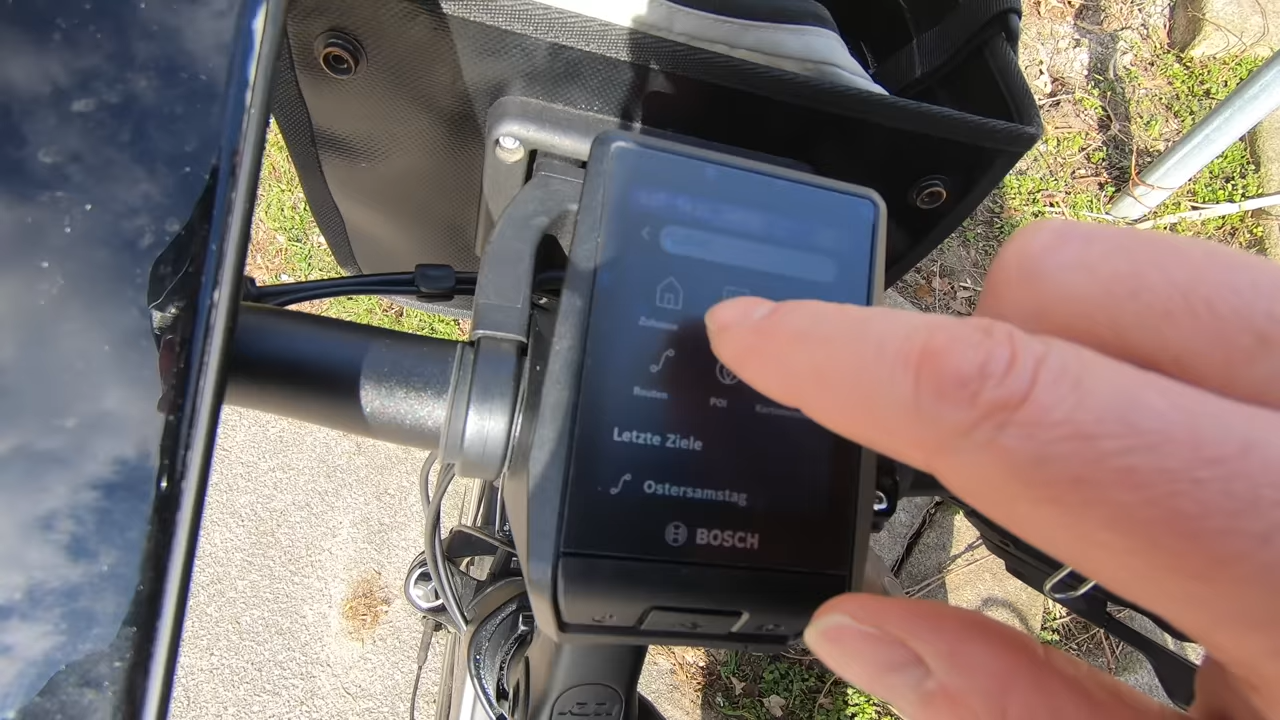 Zuhause
Routen
POI
Letzte Ziele
Ostersamstag
BOSCH